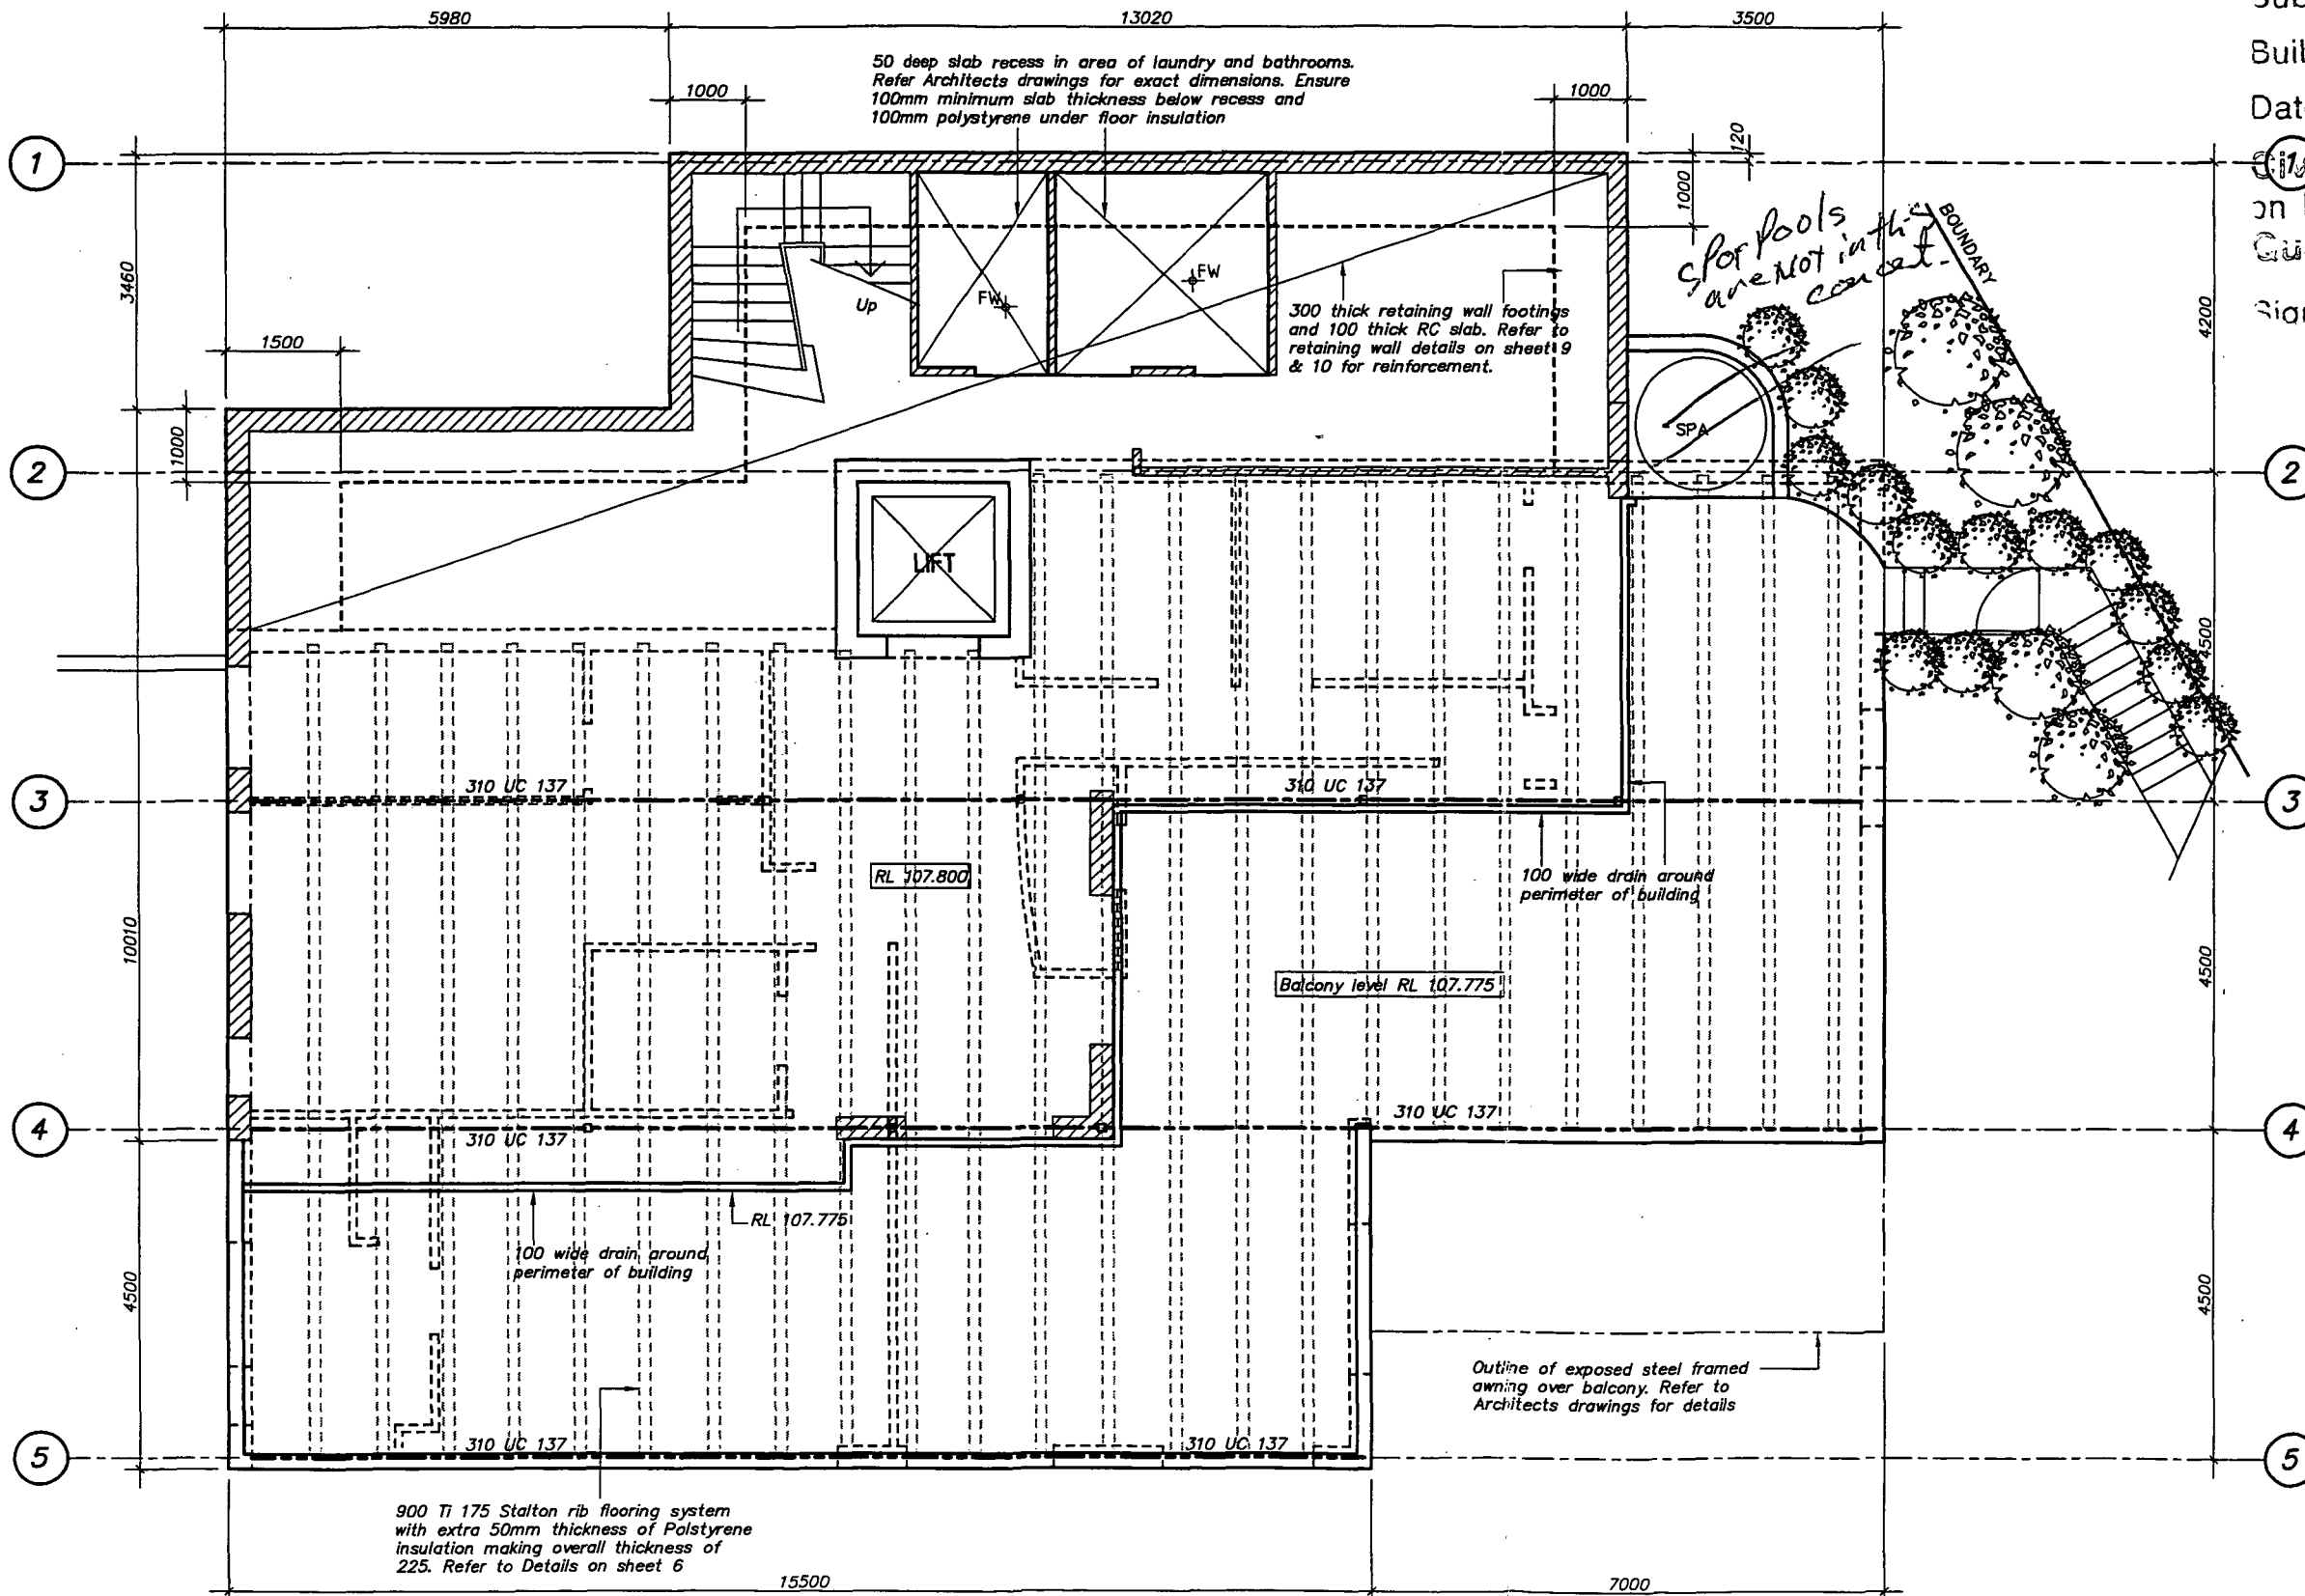 5980
13020
3500
Buil
50 deep slab recess in area of laundry and bathrooms.
Refer Architects drawings for exact dimensions. Ensure
100mm minimum slab thickness below recess and
100mm polystyrene under floor insulation
1000
1000
120
1
1
on
1000
Spa Pools
are Not in this
consent-
BOUNDARY
3460
Up
FW
FW
300 thick retaining wall footings
and 100 thick RC slab. Refer to
retaining wall details on sheet 9
& 10 for reinforcement.
4200
1500
1000
SPA
2
2
LIFT
4500
310 UC 137
310 UC 137
3
3
RL 107.800
100 wide drain around
perimeter of building
10010
Balcony level RL 107.775
4500
310 UC 137
310 UC 137
4
4
RL 107.775
100 wide drain around
perimeter of building
4500
4500
Outline of exposed steel framed
awning over balcony. Refer to
Architects drawings for details
310 UC 137
310 UC 137
5
5
900 Ti 175 Stalton rib flooring system
with extra 50mm thickness of Polstyrene
insulation making overall thickness of
225. Refer to Details on sheet 6
15500
7000